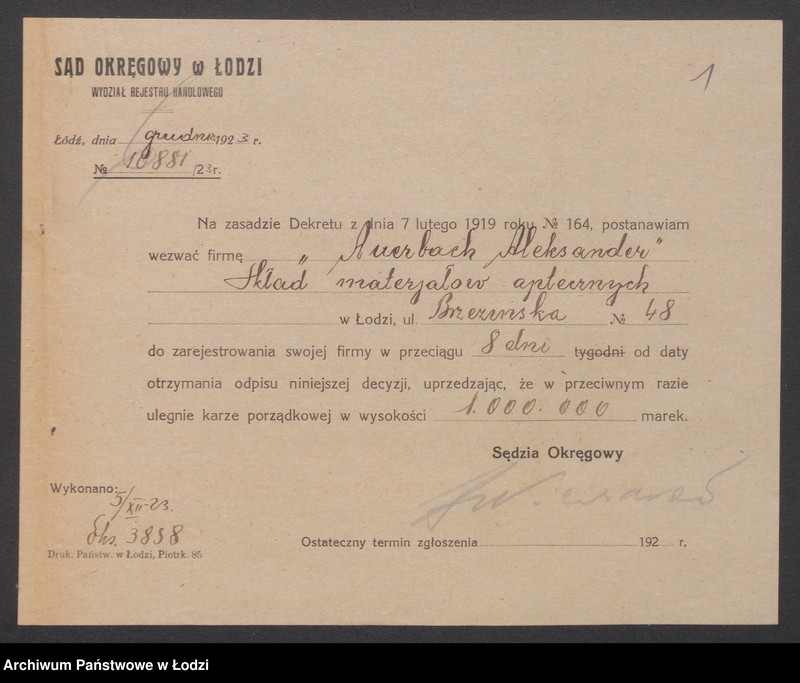 SĄD OKRĘGOWY w ŁODZI
WYDZIAŁ REJESTRU HANDLOWEGO
1
Łódź, dnia grudnia 1923 r.
№ 10881/23r.
Na zasadzie Dekretu z dnia 7 lutego 1919 roku, № 164, postanawiam
wezwać firmę „Auerbach Aleksander"
Skład materjałow aptecznych
w Łodzi, ul. Brzezinska № 48
do zarejestrowania swojej firmy w przeciągu 8 dni tygodni od daty
otrzymania odpisu niniejszej decyzji, uprzedzając, że w przeciwnym razie
ulegnie karze porządkowej w wysokości 1.000.000 marek.
Sędzia Okręgowy
Wykonano: 5/XII-23.
3858
Ostateczny termin zgłoszenia 192 r.
Druk. Państw. w Łodzi, Piotrk. 85
Archiwum Państwowe w Łodzi